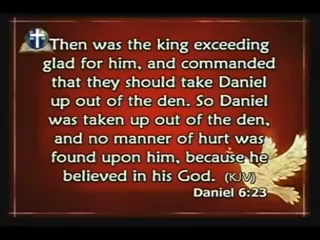 Then was the king exceeding
glad for him, and commanded
that they should take Daniel
up out of the den. So Daniel
was taken up out of the den,
and no manner of hurt was
found upon him, because he
believed in his God. (KJV)
Daniel 6:23